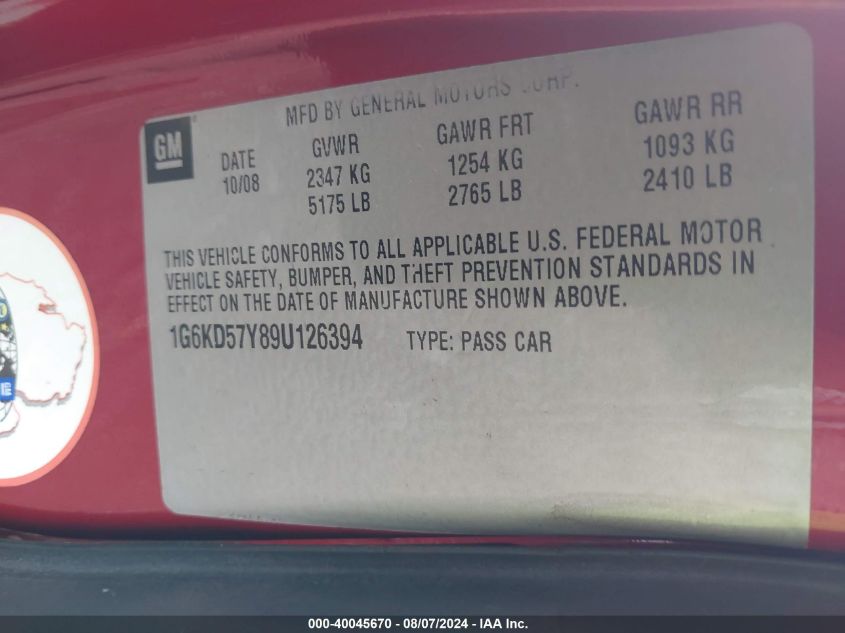 MFD BY GENERAL MOTORS CORP.
GM
DATE
10/08
GVWR
2347 KG
5175 LB
GAWR FRT
1254 KG
2765 LB
GAWR RR
1093 KG
2410 LB
THIS VEHICLE CONFORMS TO ALL APPLICABLE U.S. FEDERAL MOTOR
VEHICLE SAFETY, BUMPER, AND THEFT PREVENTION STANDARDS IN
EFFECT ON THE DATE OF MANUFACTURE SHOWN ABOVE.
1G6KD57Y89U126394 TYPE: PASS CAR
000-40045670 - 08/07/2024 - IAA Inc.